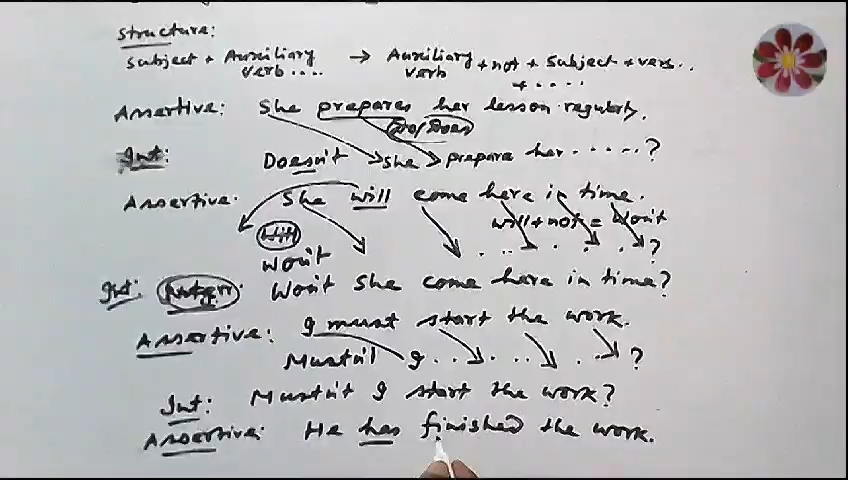 Structure:
Subject + Auxiliary verb.... → Auxiliary verb + not + Subject + verb.. + ....
Assertive: She prepares her lesson regularly.
Do/Does
Int: Doesn't she prepare her ..... ?
Assertive. She will come here in time.
will + not = Won't
Will
won't .. .. . . ?
Int: Won't She come here in time?
Assertive: I must start the work.
Mustn't I .. .. .. . ?
Int: Mustn't I start the work?
Assertive: He has finished the work.